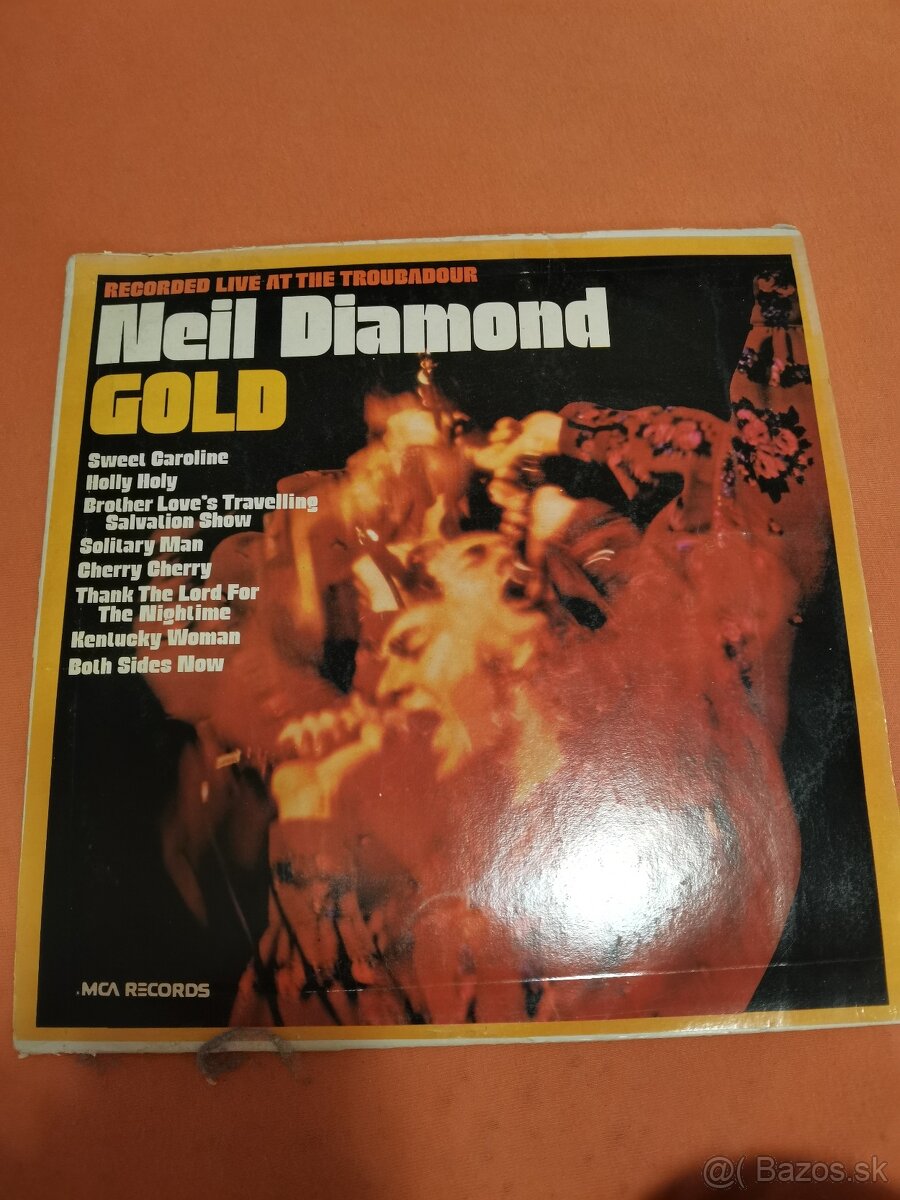 RECORDED LIVE AT THE TROUBADOUR
Neil Diamond
GOLD
Sweet Caroline
Holly Holy
Brother Love's Travelling
Salvation Show
Solitary Man
Cherry Cherry
Thank The Lord For
The Nightime
Kentucky Woman
Both Sides Now
MCA RECORDS
@( Bazos.sk